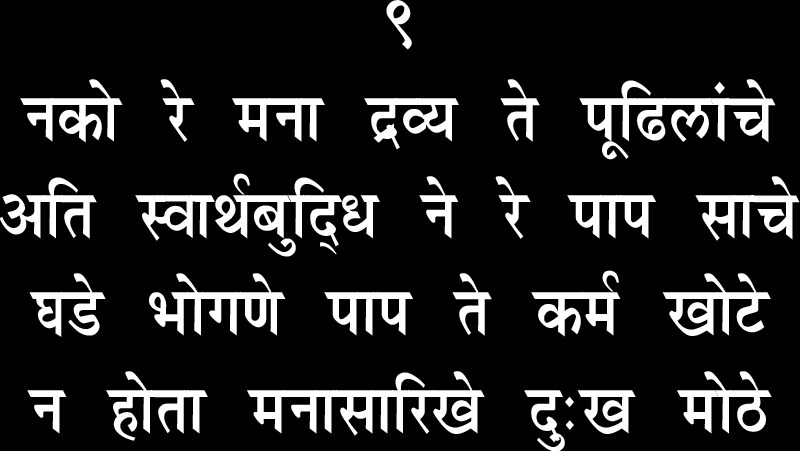 ९
नको रे मना द्रव्य ते पूढिलांचे
अति स्वार्थबुद्धि ने रे पाप साचे
घडे भोगणे पाप ते कर्म खोटे
न होता मनासारिखे दुःख मोठे